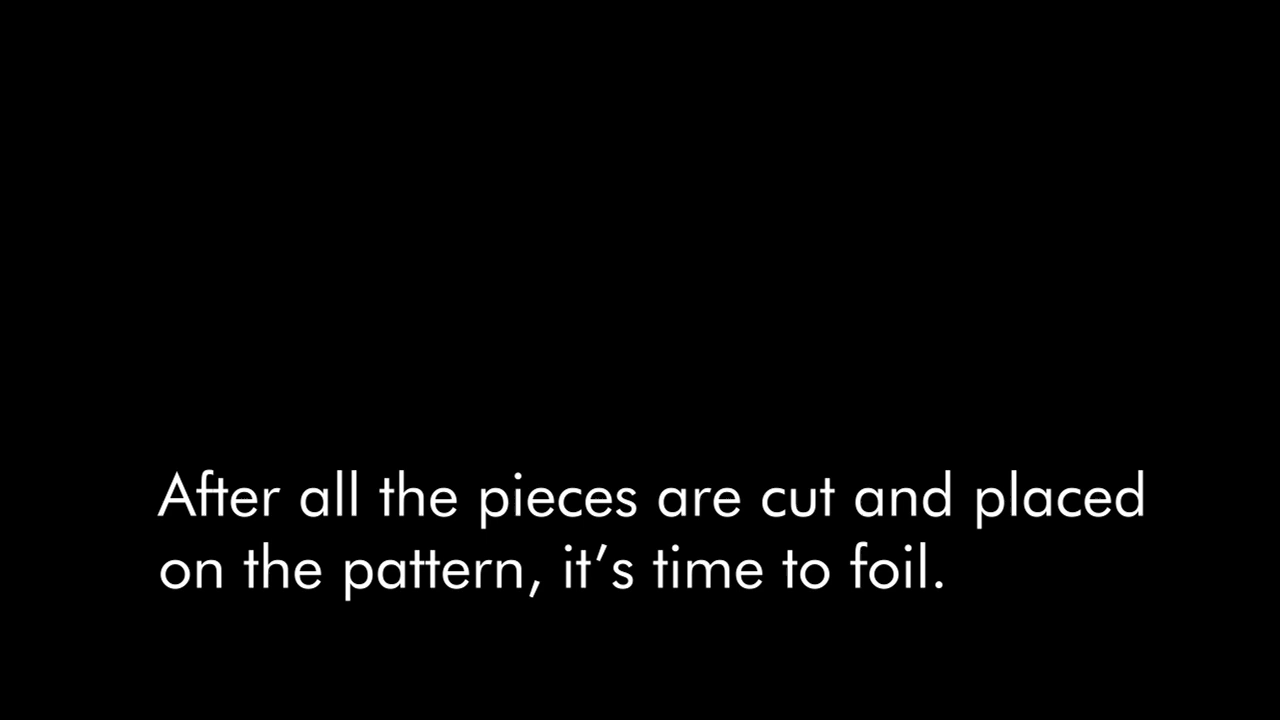 After all the pieces are cut and placed
on the pattern, it’s time to foil.